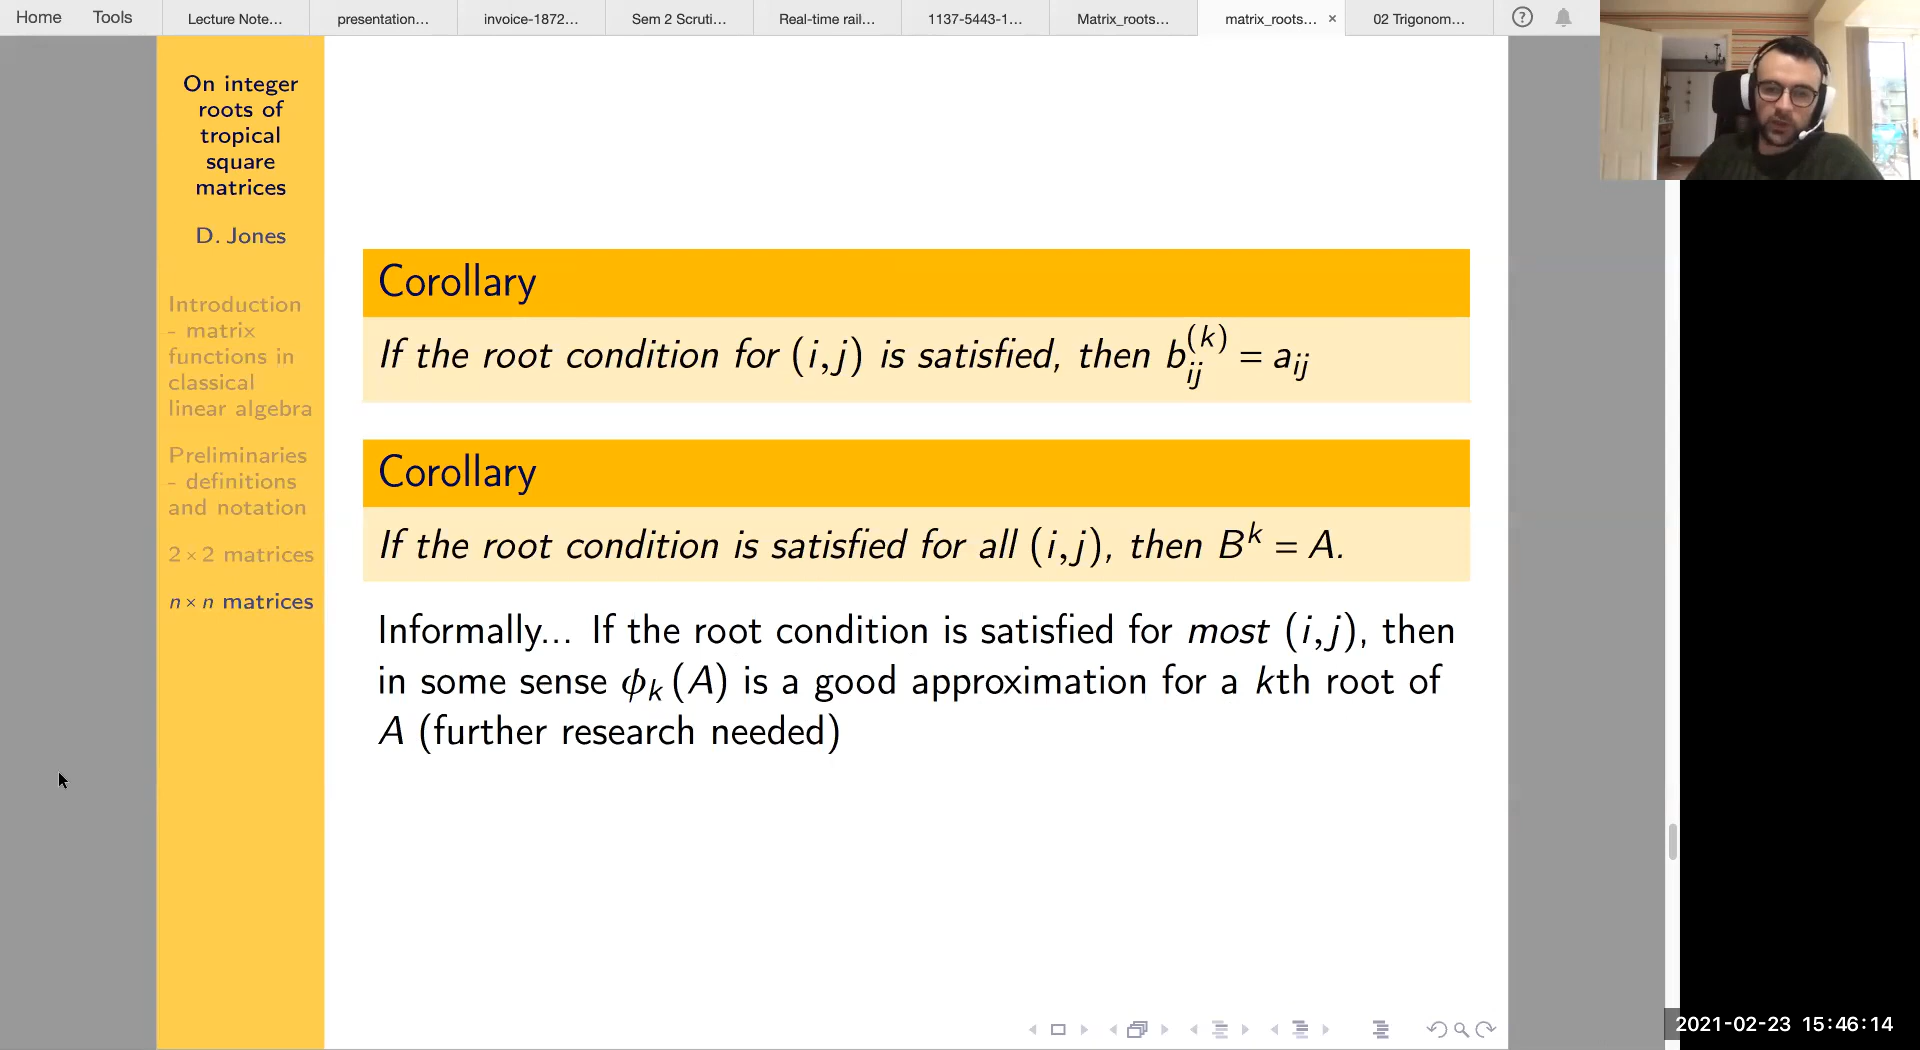 Home Tools Lecture Note... presentation... invoice-1872... Sem 2 Scruti... Real-time rail... 1137-5443-1... Matrix_roots... matrix_roots... × 02 Trigonom...
On integer
roots of
tropical
square
matrices
D. Jones
Introduction
- matrix
functions in
classical
linear algebra
Preliminaries
- definitions
and notation
2 × 2 matrices
n × n matrices
Corollary
If the root condition for (i,j) is satisfied, then b_{ij}^{(k)} = a_{ij}
Corollary
If the root condition is satisfied for all (i,j), then B^k = A.
Informally... If the root condition is satisfied for most (i,j), then
in some sense ϕ_k (A) is a good approximation for a kth root of
A (further research needed)
2021-02-23 15:46:14